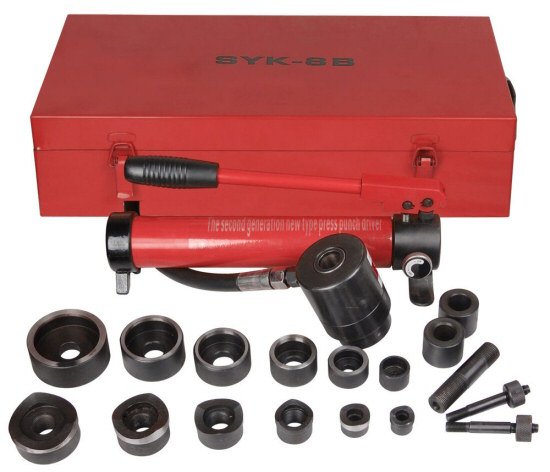 SYK-8B
The second generation new type press punch driver